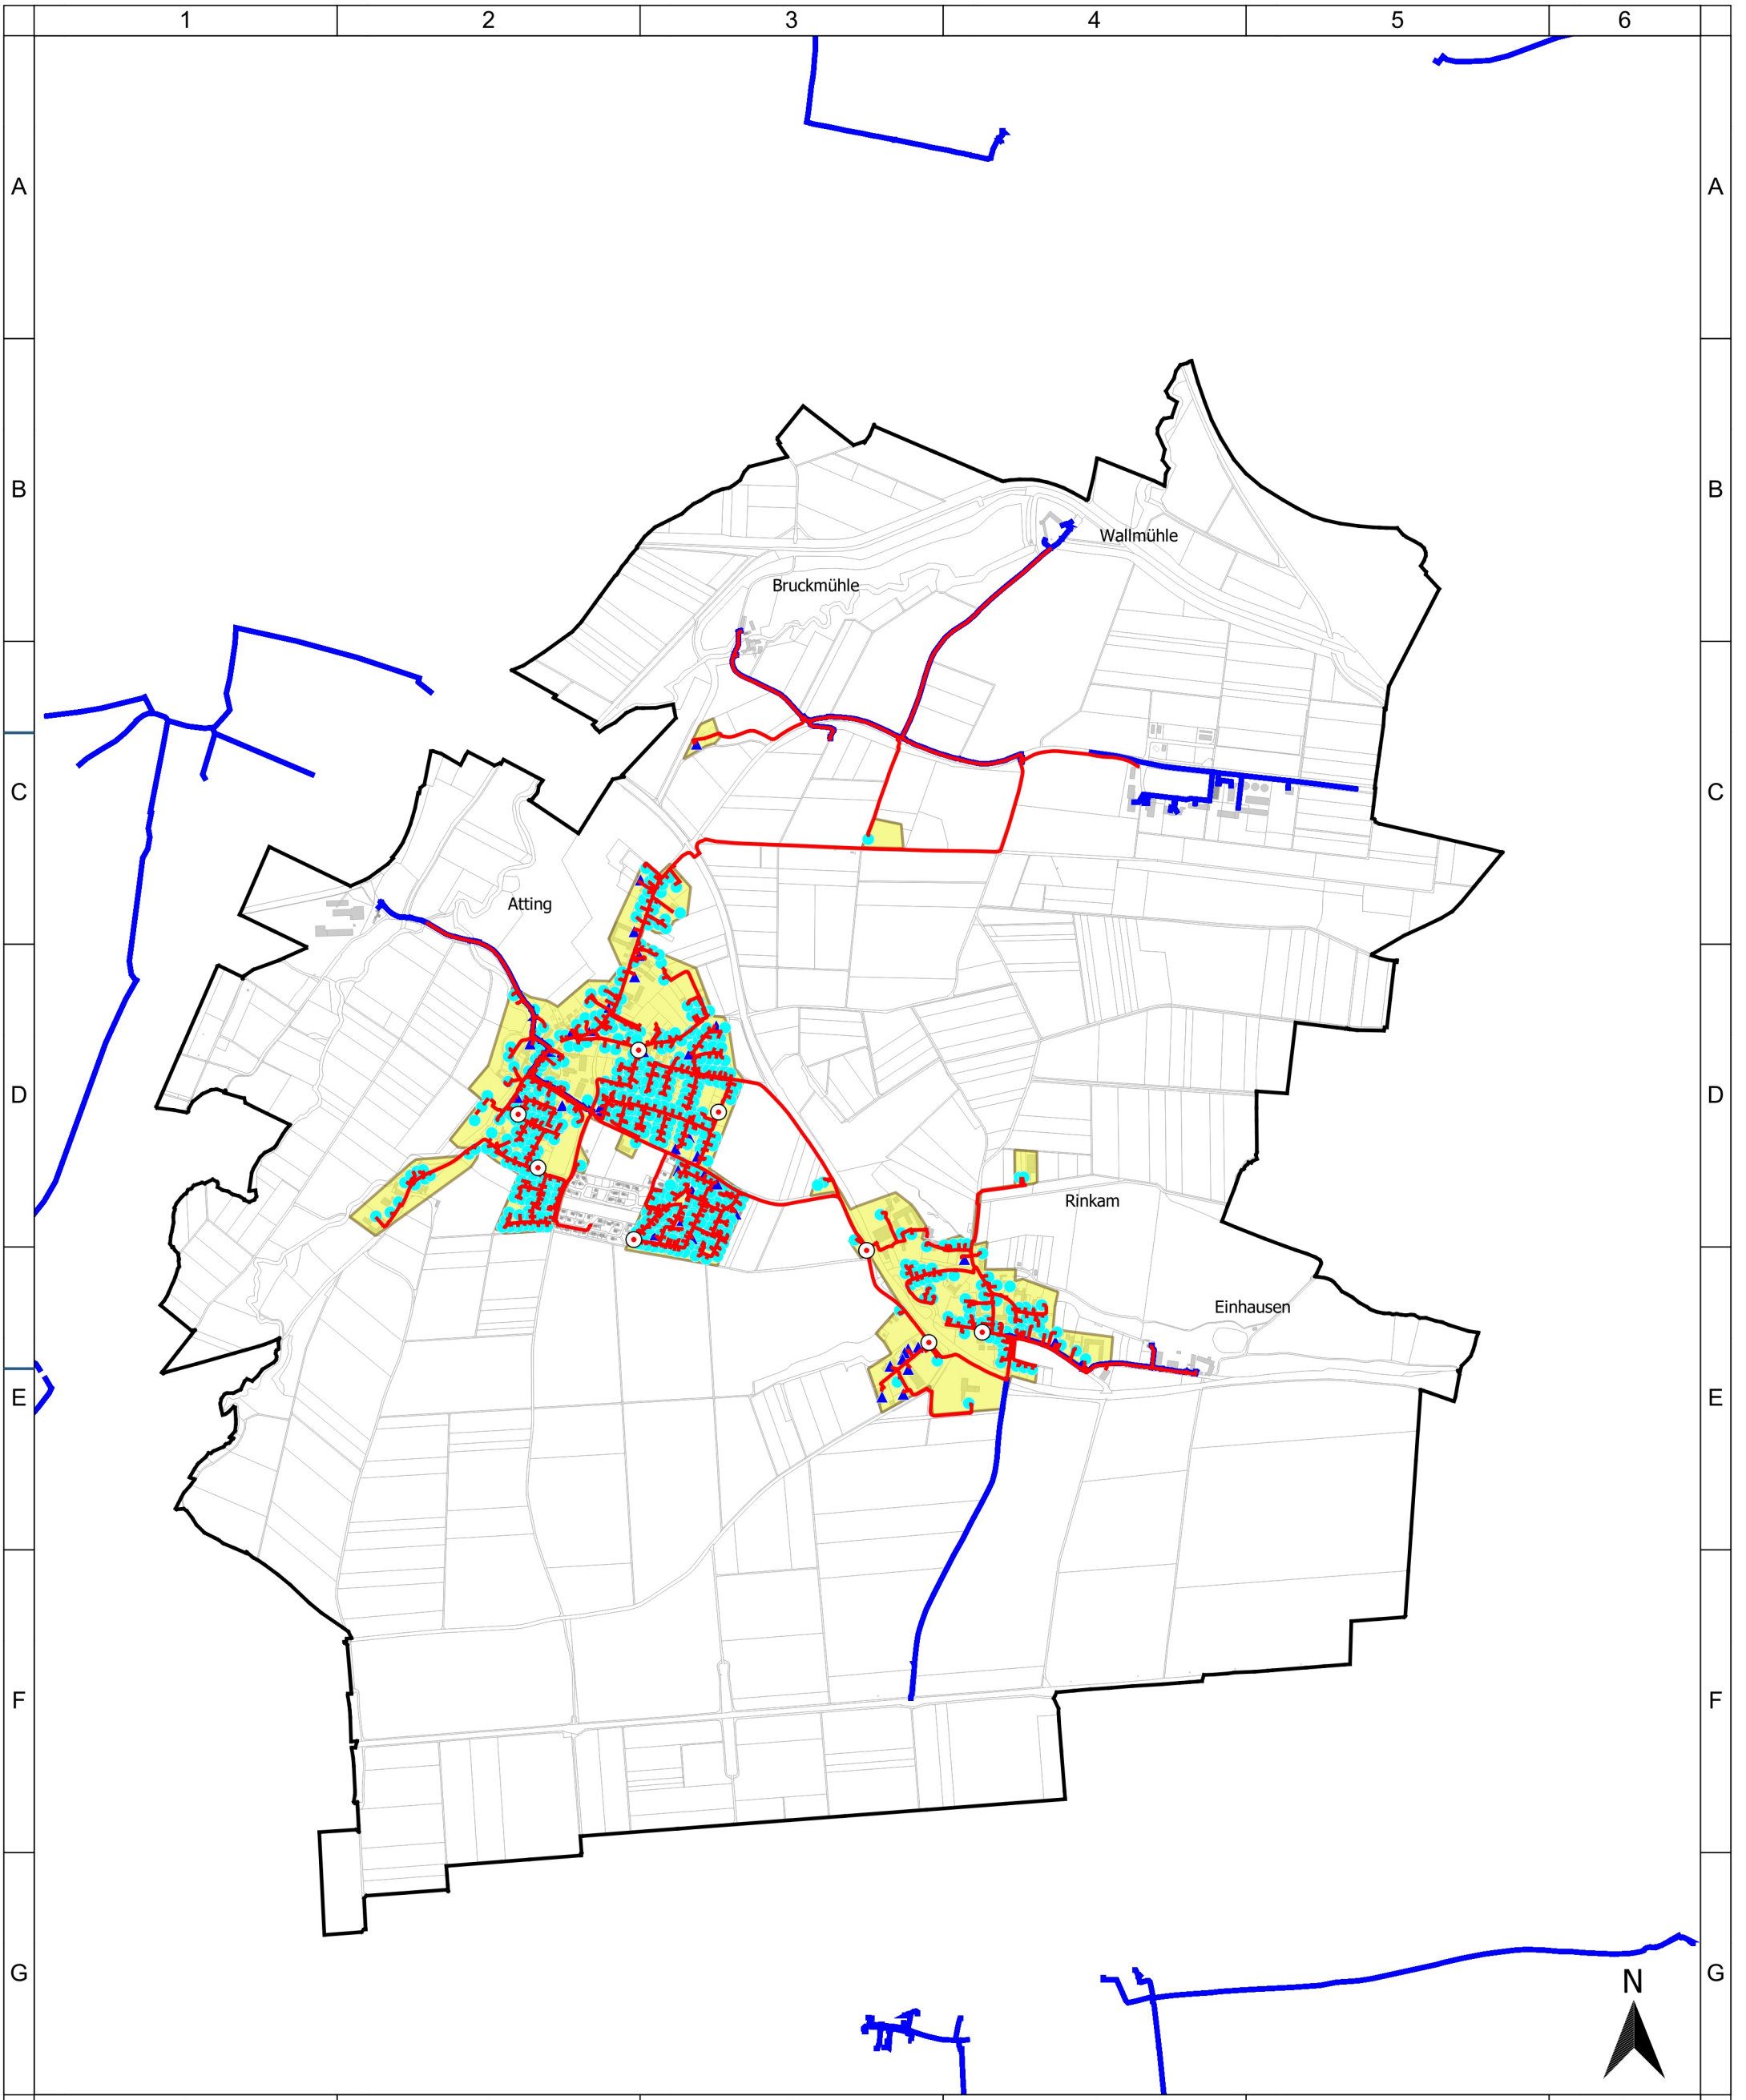 1 2 3 4 5 6
A A
B B
Wallmühle
Bruckmühle
C C
Atting
D D
Rinkam
Einhausen
E E
F F
G G
N